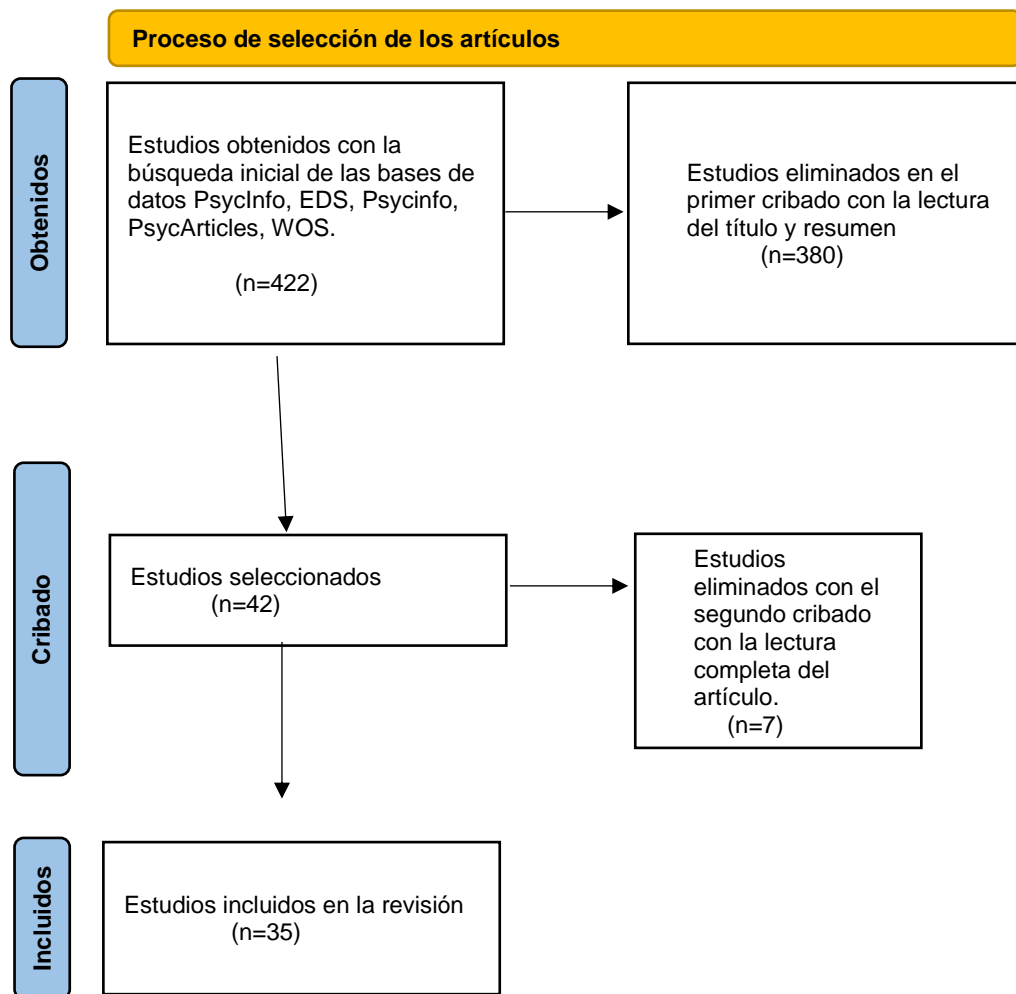 Proceso de selección de los artículos
Obtenidos
Estudios obtenidos con la
búsqueda inicial de las bases de
datos PsycInfo, EDS, Psycinfo,
PsycArticles, WOS.
(n=422)
Estudios eliminados en el
primer cribado con la lectura
del título y resumen
(n=380)
Cribado
Estudios seleccionados
(n=42)
Estudios
eliminados con el
segundo cribado
con la lectura
completa del
artículo.
(n=7)
Incluidos
Estudios incluidos en la revisión
(n=35)